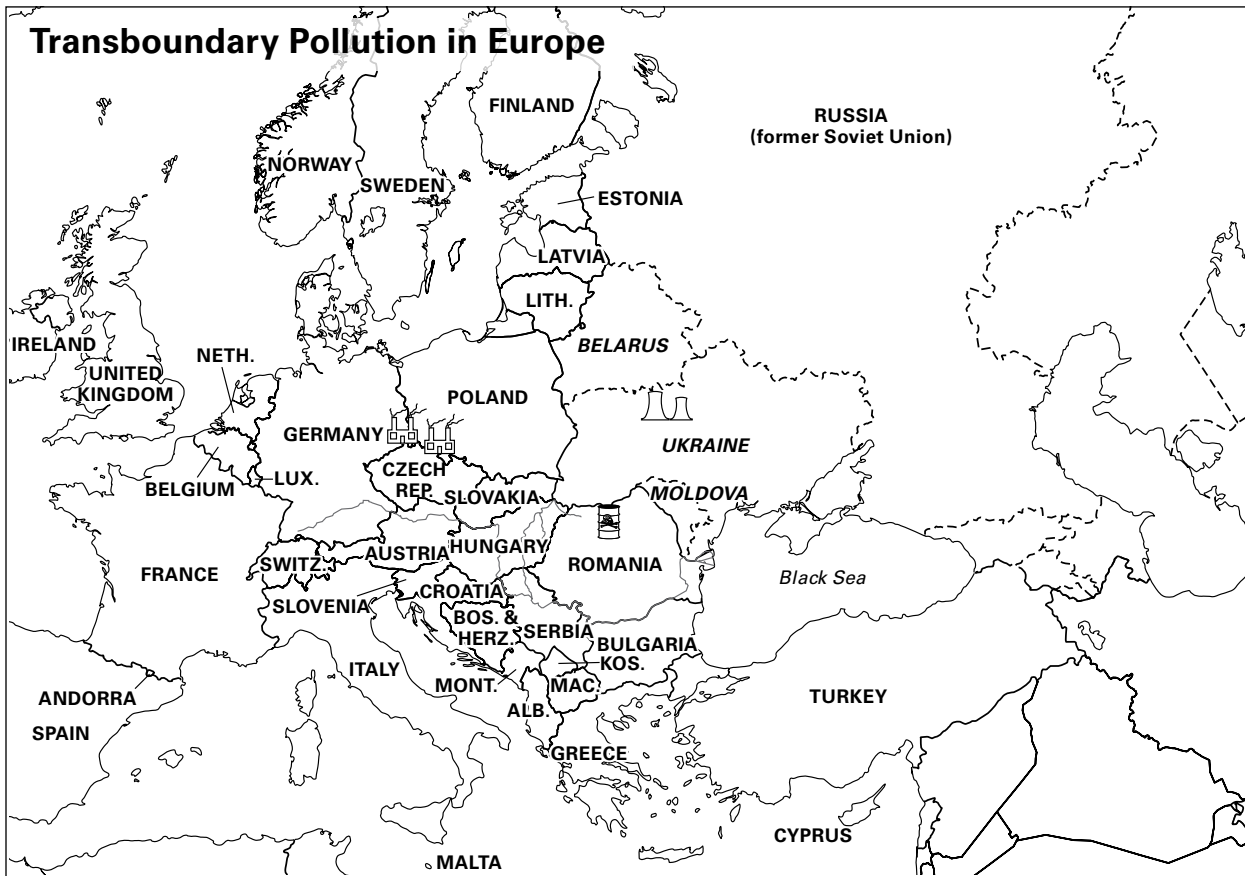 Transboundary Pollution in Europe
FINLAND
RUSSIA
(former Soviet Union)
NORWAY
SWEDEN
ESTONIA
LATVIA
LITH.
IRELAND
NETH.
BELARUS
UNITED
KINGDOM
POLAND
GERMANY
UKRAINE
CZECH
REP.
BELGIUM
LUX.
SLOVAKIA
MOLDOVA
AUSTRIA
HUNGARY
SWITZ.
ROMANIA
FRANCE
Black Sea
SLOVENIA
CROATIA
BOS. &
HERZ.
SERBIA
BULGARIA
KOS.
ITALY
MONT.
MAC.
ANDORRA
TURKEY
ALB.
SPAIN
GREECE
CYPRUS
MALTA